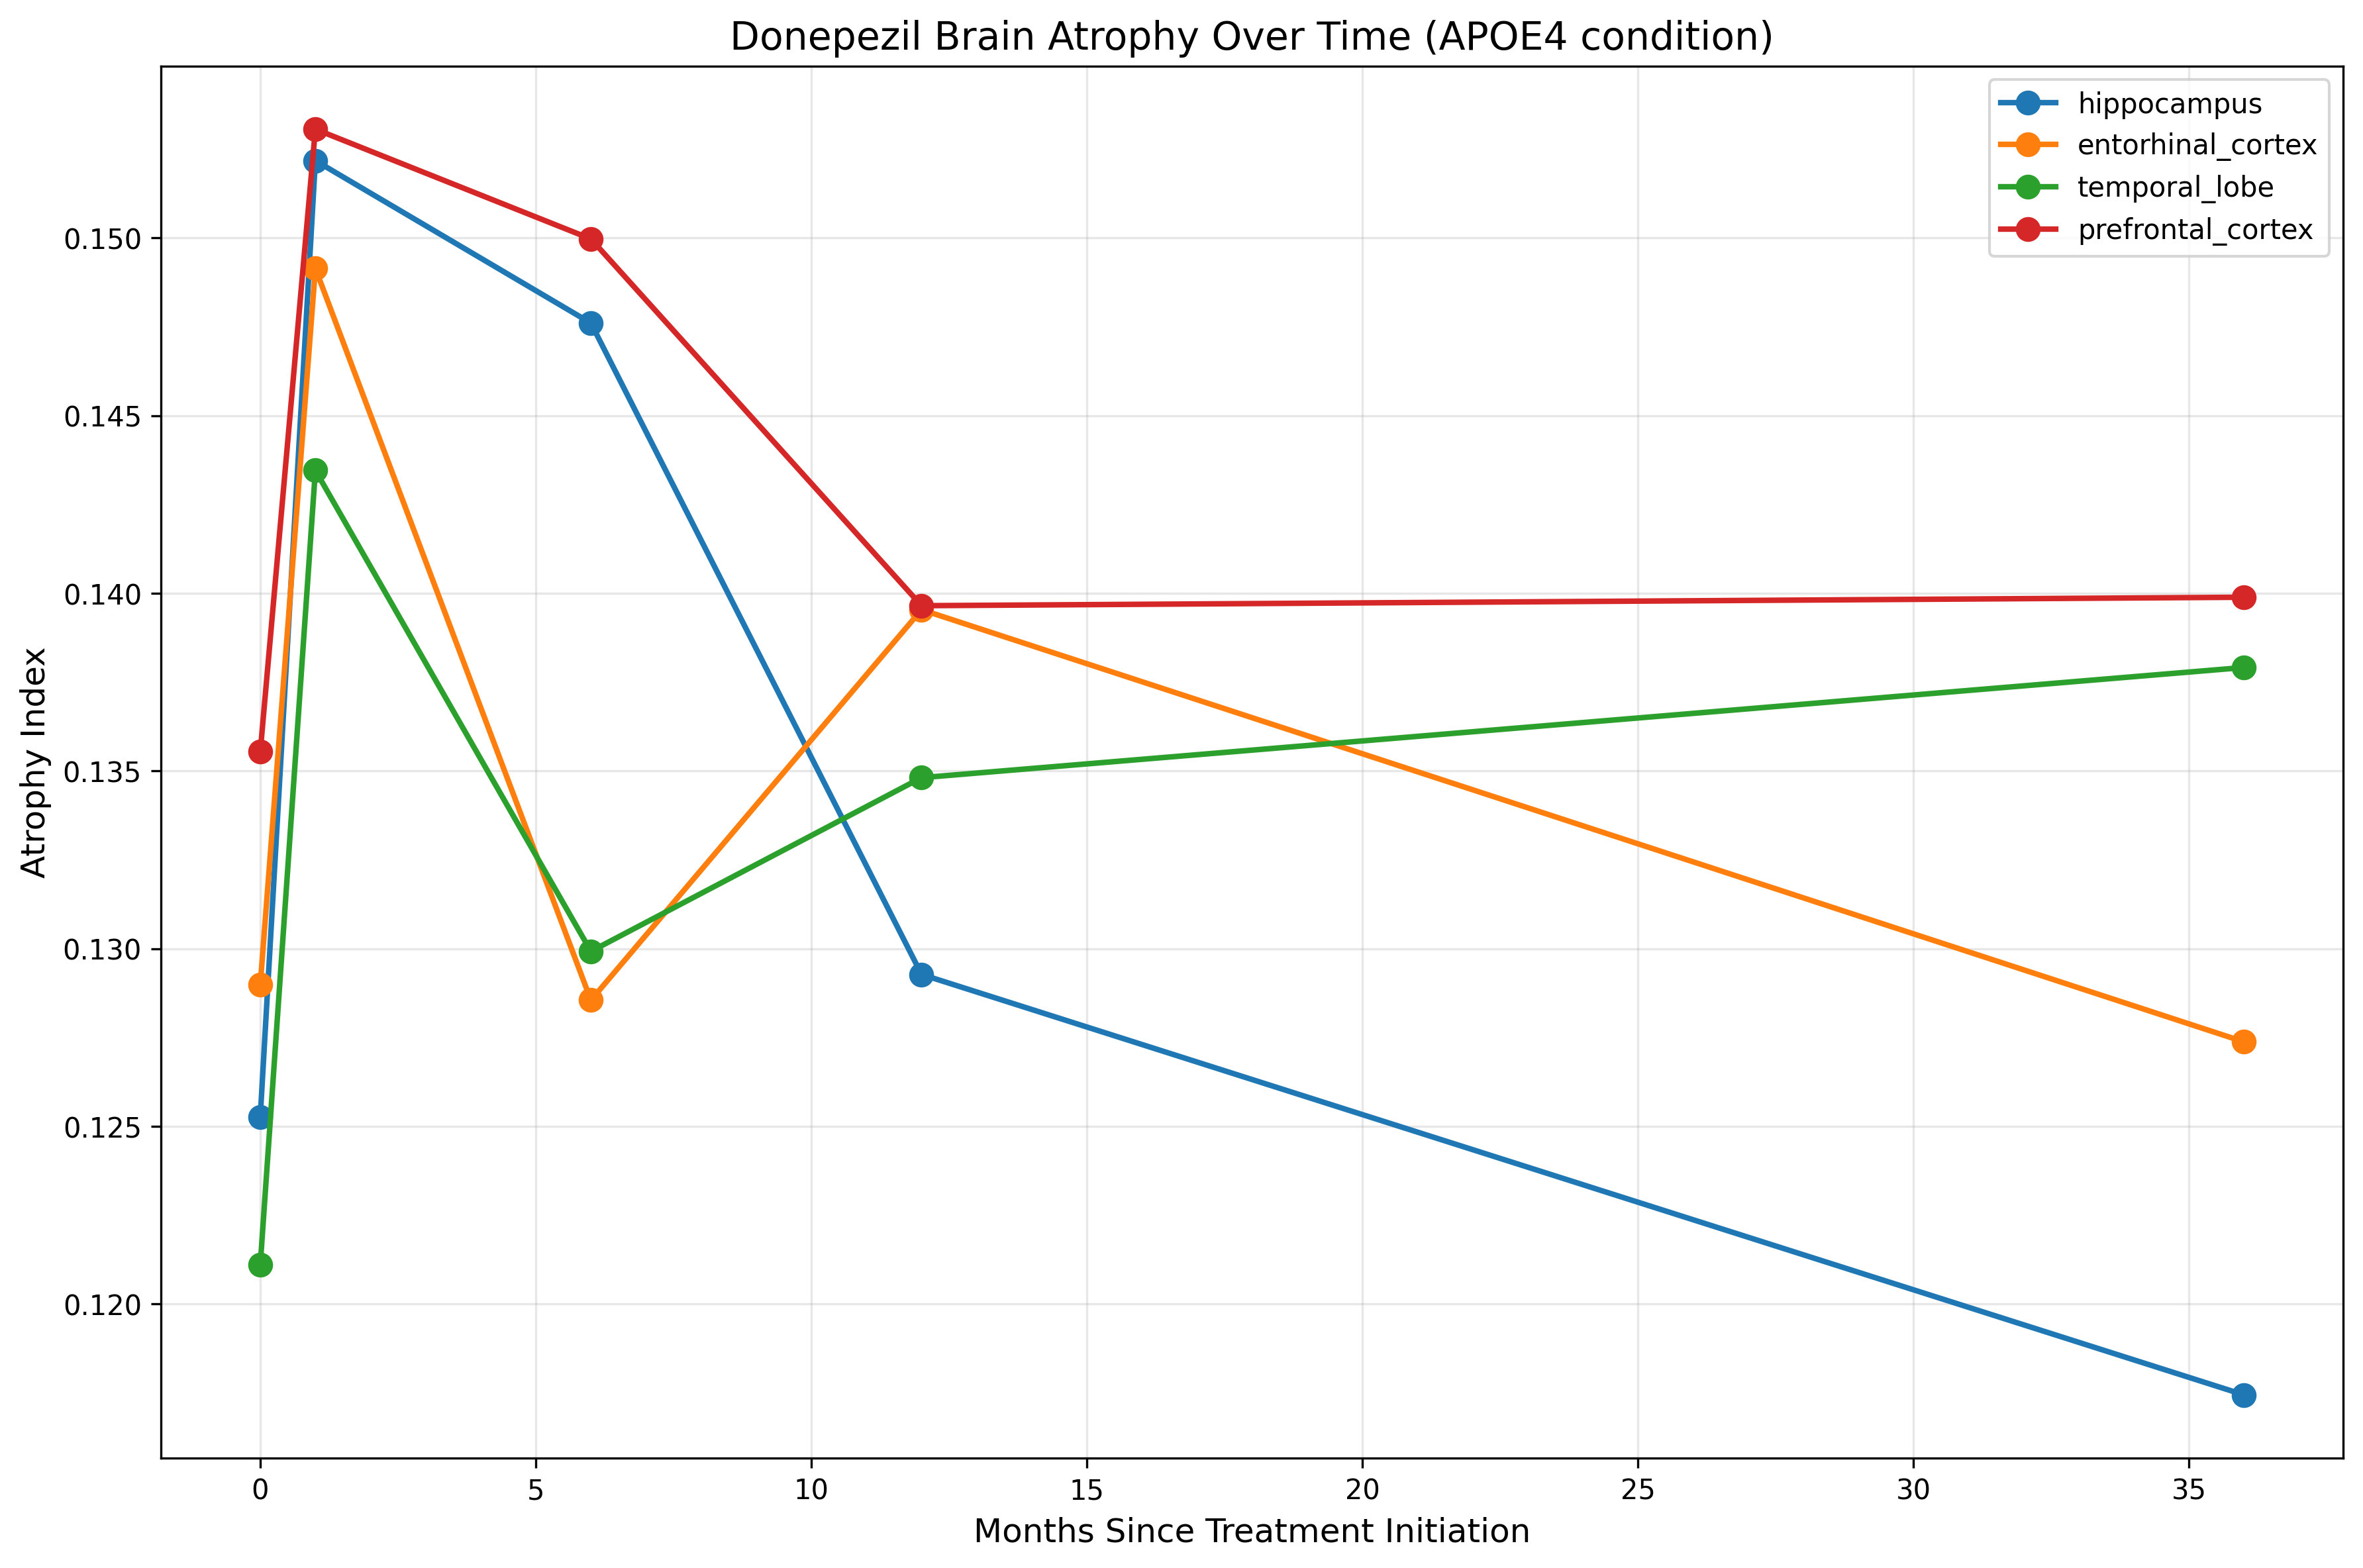 Donepezil Brain Atrophy Over Time (APOE4 condition)
hippocampus
entorhinal_cortex
temporal_lobe
prefrontal_cortex
Atrophy Index
0.150
0.145
0.140
0.135
0.130
0.125
0.120
0 5 10 15 20 25 30 35
Months Since Treatment Initiation